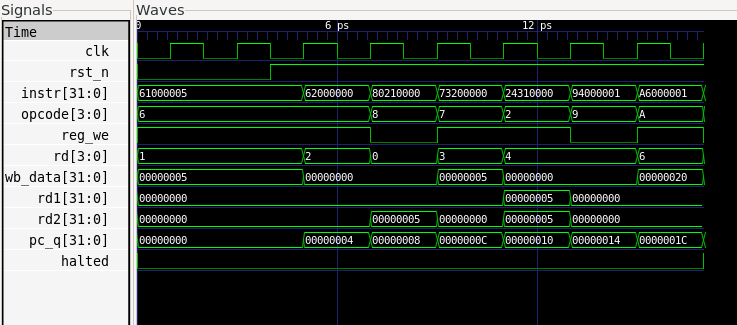 Signals Waves
Time 0 6 ps 12 ps
clk
rst_n
instr[31:0] 61000005 62000000 80210000 73200000 24310000 94000001 A6000001
opcode[3:0] 6 8 7 2 9 A
reg_we
rd[3:0] 1 2 0 3 4 6
wb_data[31:0] 00000005 00000000 00000005 00000000 00000020
rd1[31:0] 00000000 00000005 00000000
rd2[31:0] 00000000 00000005 00000000 00000005 00000000
pc_q[31:0] 00000000 00000004 00000008 0000000C 00000010 00000014 0000001C
halted